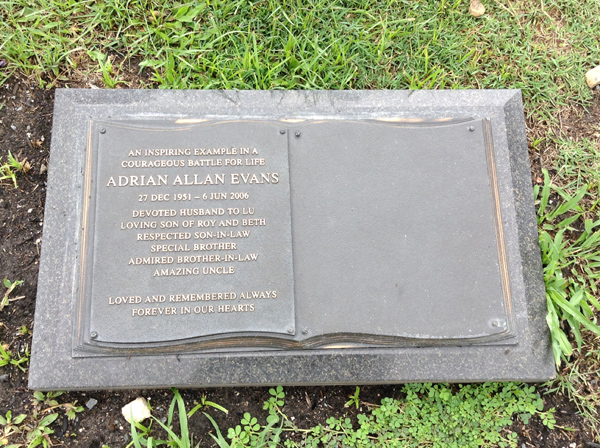 AN INSPIRING EXAMPLE IN A
COURAGEOUS BATTLE FOR LIFE
ADRIAN ALLAN EVANS
27 DEC 1951 – 6 JUN 2006
DEVOTED HUSBAND TO LU
LOVING SON OF ROY AND BETH
RESPECTED SON-IN-LAW
SPECIAL BROTHER
ADMIRED BROTHER-IN-LAW
AMAZING UNCLE
LOVED AND REMEMBERED ALWAYS
FOREVER IN OUR HEARTS